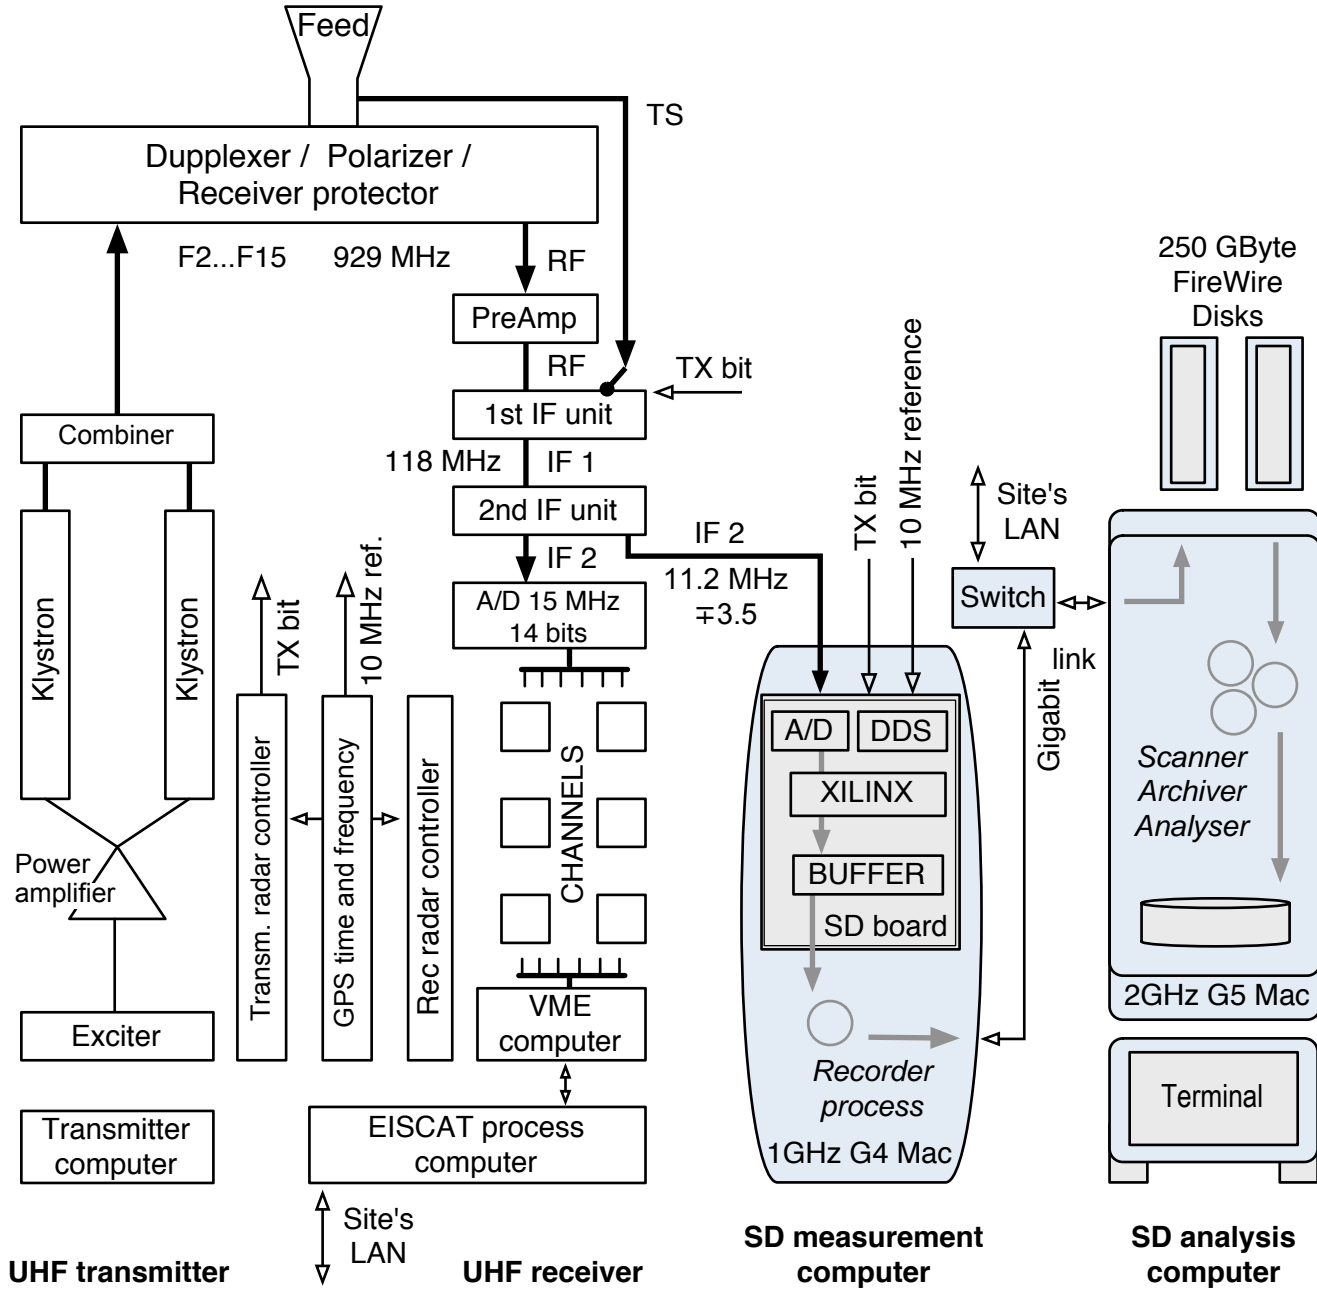 Feed
TS
Dupplexer / Polarizer /
Receiver protector
F2...F15
929 MHz
RF
PreAmp
RF
TX bit
1st IF unit
118 MHz
IF 1
2nd IF unit
IF 2
IF 2
11.2 MHz
∓3.5
A/D 15 MHz
14 bits
CHANNELS
VME
computer
EISCAT process
computer
Site's
LAN
UHF receiver
Combiner
Klystron
Klystron
Power
amplifier
Exciter
Transmitter
computer
UHF transmitter
TX bit
10 MHz ref.
Transm. radar controller
GPS time and frequency
Rec radar controller
TX bit
10 MHz reference
A/D
DDS
XILINX
BUFFER
SD board
Recorder
process
1GHz G4 Mac
SD measurement
computer
Site's
LAN
Switch
Gigabit
link
250 GByte
FireWire
Disks
Scanner
Archiver
Analyser
2GHz G5 Mac
Terminal
SD analysis
computer